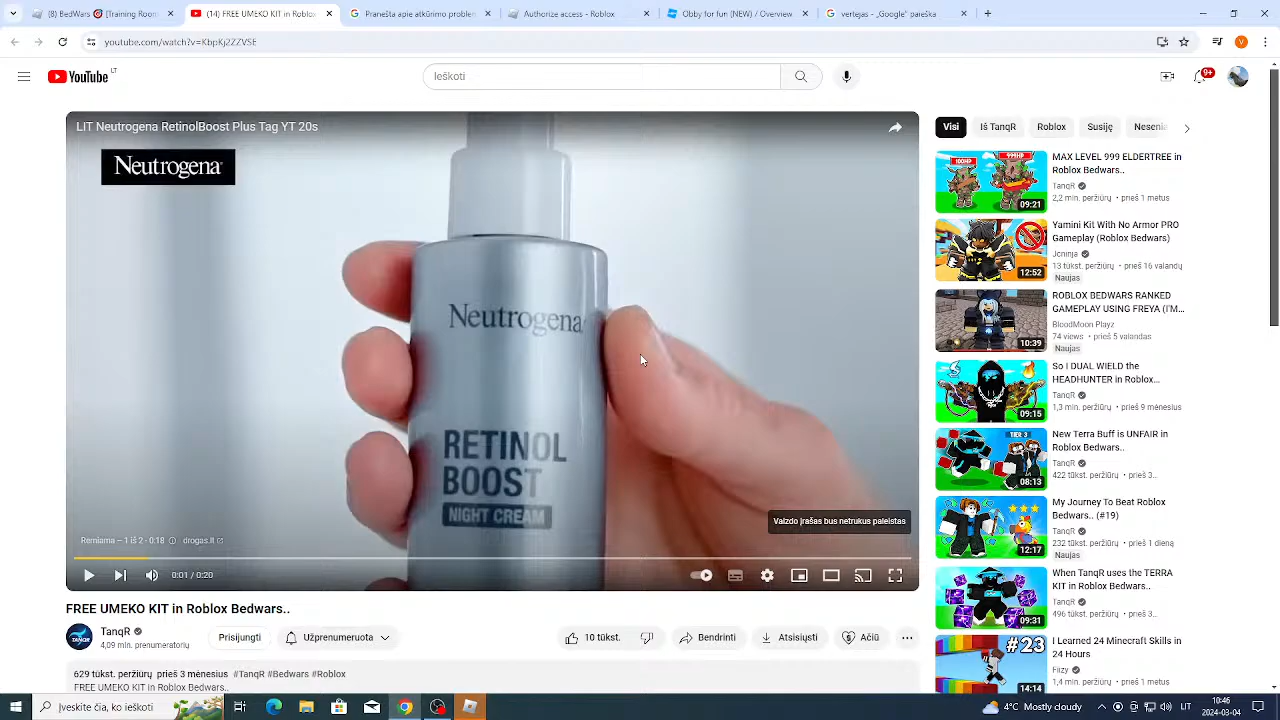 BedWars 🎯 [Training Room
(14) FREE UMEKO KIT in Roblox
Pranešta apie atkūrimo problem
Authorize access - Roblox
Obby for fun (NEW) / Overview
vertejas - „Google“ paieška
youtube.com/watch?v=KbpKj2ZZVSE
V
YouTube LT
Ieškoti
9+
LIT Neutrogena RetinolBoost Plus Tag YT 20s
Neutrogena®
Neutrogena
RETINOL
BOOST
NIGHT CREAM
Vaizdo įrašas bus netrukus paleistas
Remiama – 1 iš 2 · 0:18 drogas.lt
0:01 / 0:20
FREE UMEKO KIT in Roblox Bedwars..
TanqR
4,09 mln. prenumeratorių
Prisijungti
Užprenumeruota
10 tūkst.
Bendrinti
Atsisiųsti
Ačiū
629 tūkst. peržiūrų prieš 3 mėnesius #TanqR #Bedwars #Roblox
FREE UMEKO KIT in Roblox Bedwars..
Visi
Iš TanqR
Roblox
Susiję
Nesenia
100HP
999HP
09:21
MAX LEVEL 999 ELDERTREE in
Roblox Bedwars..
TanqR
2,2 mln. peržiūrų • prieš 1 metus
12:52
Yamini Kit With No Armor PRO
Gameplay (Roblox Bedwars)
Jcninja
13 tūkst. peržiūrų • prieš 16 valandų
Naujas
10:39
ROBLOX BEDWARS RANKED
GAMEPLAY USING FREYA (I'M...
BloodMoon Playz
74 views • prieš 5 valandas
Naujas
09:15
So I DUAL WIELD the
HEADHUNTER in Roblox...
TanqR
1,3 mln. peržiūrų • prieš 9 mėnesius
TIER 3
08:13
New Terra Buff is UNFAIR in
Roblox Bedwars..
TanqR
422 tūkst. peržiūrų • prieš 3..
12:17
My Journey To Beat Roblox
Bedwars.. (#19)
TanqR
232 tūkst. peržiūrų • prieš 1 dieną
Naujas
09:31
When TanqR uses the TERRA
KIT in Roblox Bedwars..
TanqR
496 tūkst. peržiūrų • prieš 3..
#23
14:14
I Learned 24 Minecraft Skills in
24 Hours
Fiizy
1,4 mln. peržiūrų • prieš 1 metus
Įveskite čia, ko ieškoti
4°C Mostly cloudy
LIT
10:46
2024-03-04